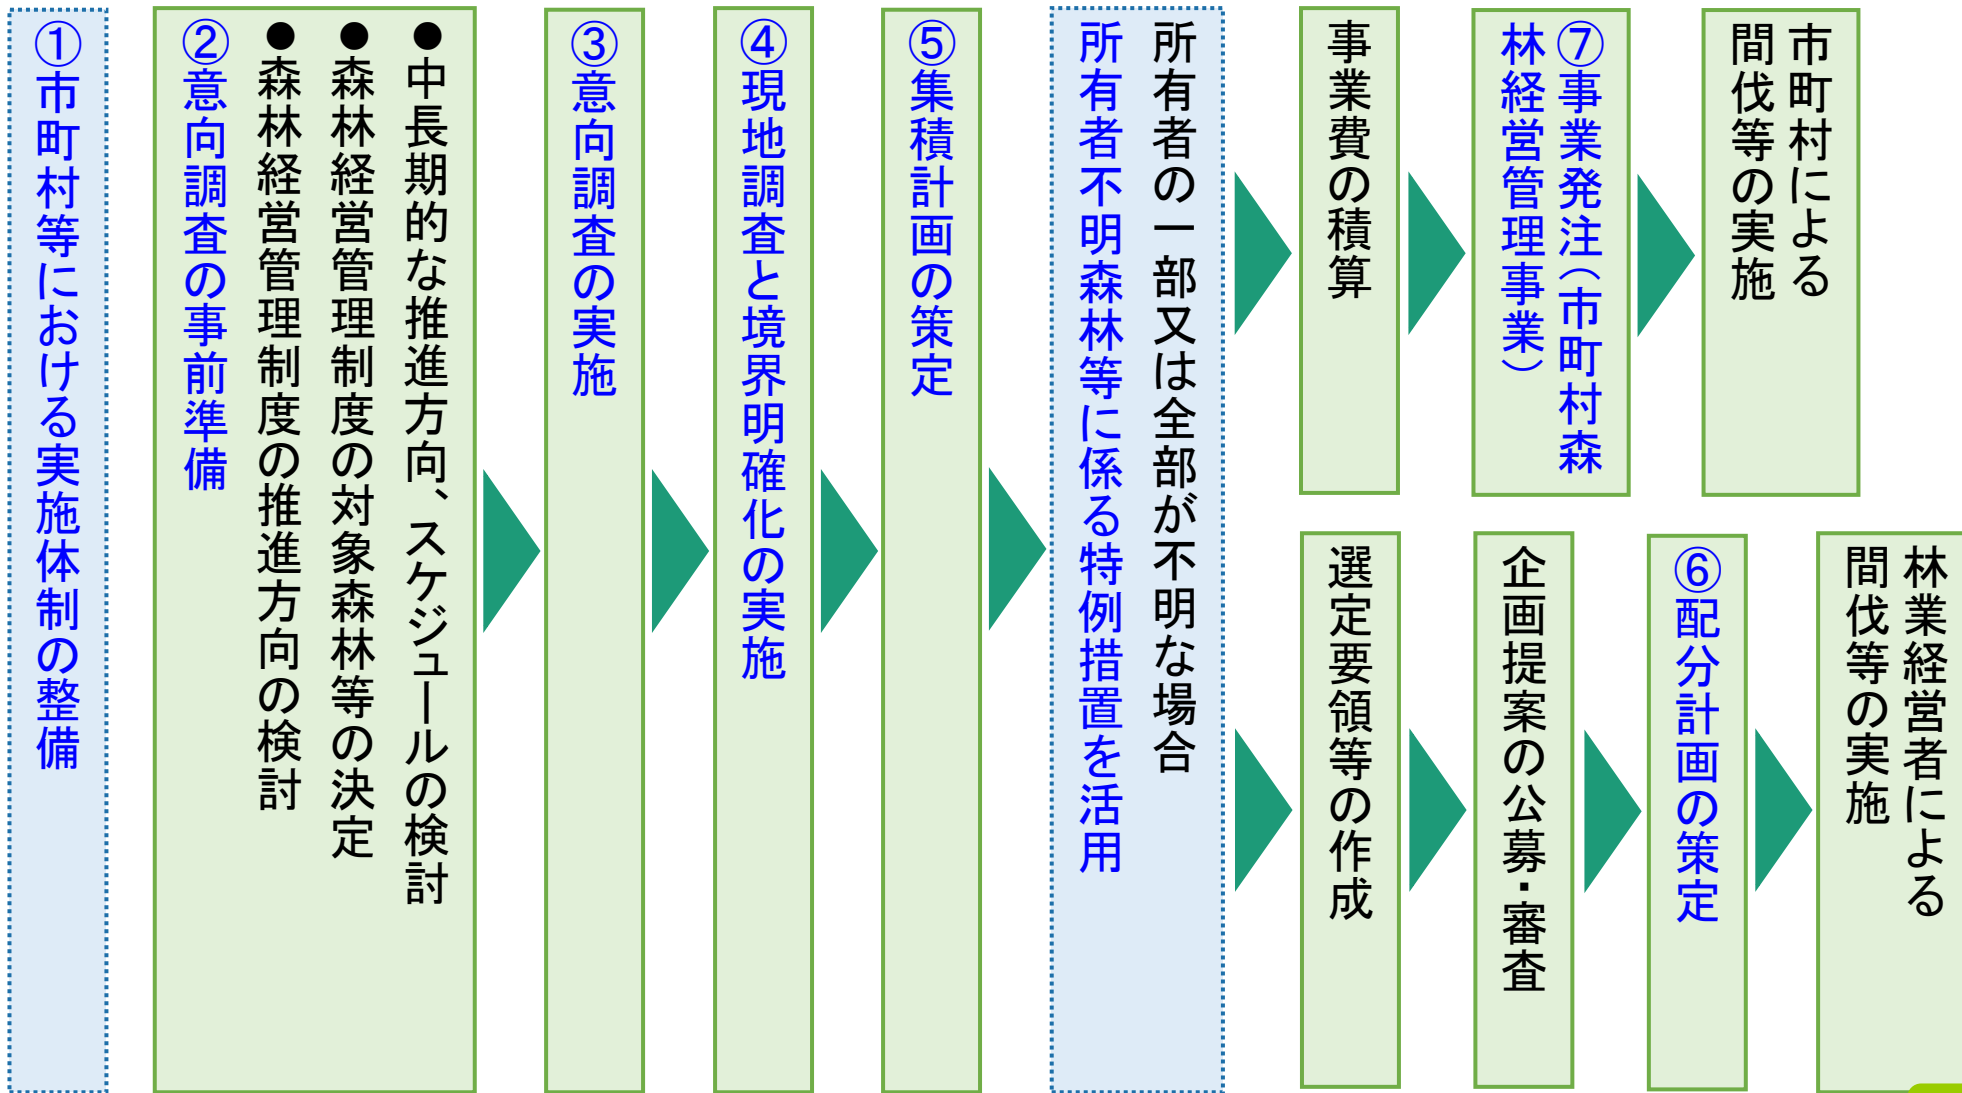 ①市町村等における実施体制の整備
●中長期的な推進方向、スケジュールの検討
●森林経営管理制度の対象森林等の決定
●森林経営管理制度の推進方向の検討
②意向調査の事前準備
③意向調査の実施
④現地調査と境界明確化の実施
⑤集積計画の策定
所有者の一部又は全部が不明な場合
所有者不明森林等に係る特例措置を活用
事業費の積算
⑦事業発注（市町村森
林経営管理事業）
市町村による
間伐等の実施
選定要領等の作成
企画提案の公募・審査
⑥配分計画の策定
林業経営者による
間伐等の実施